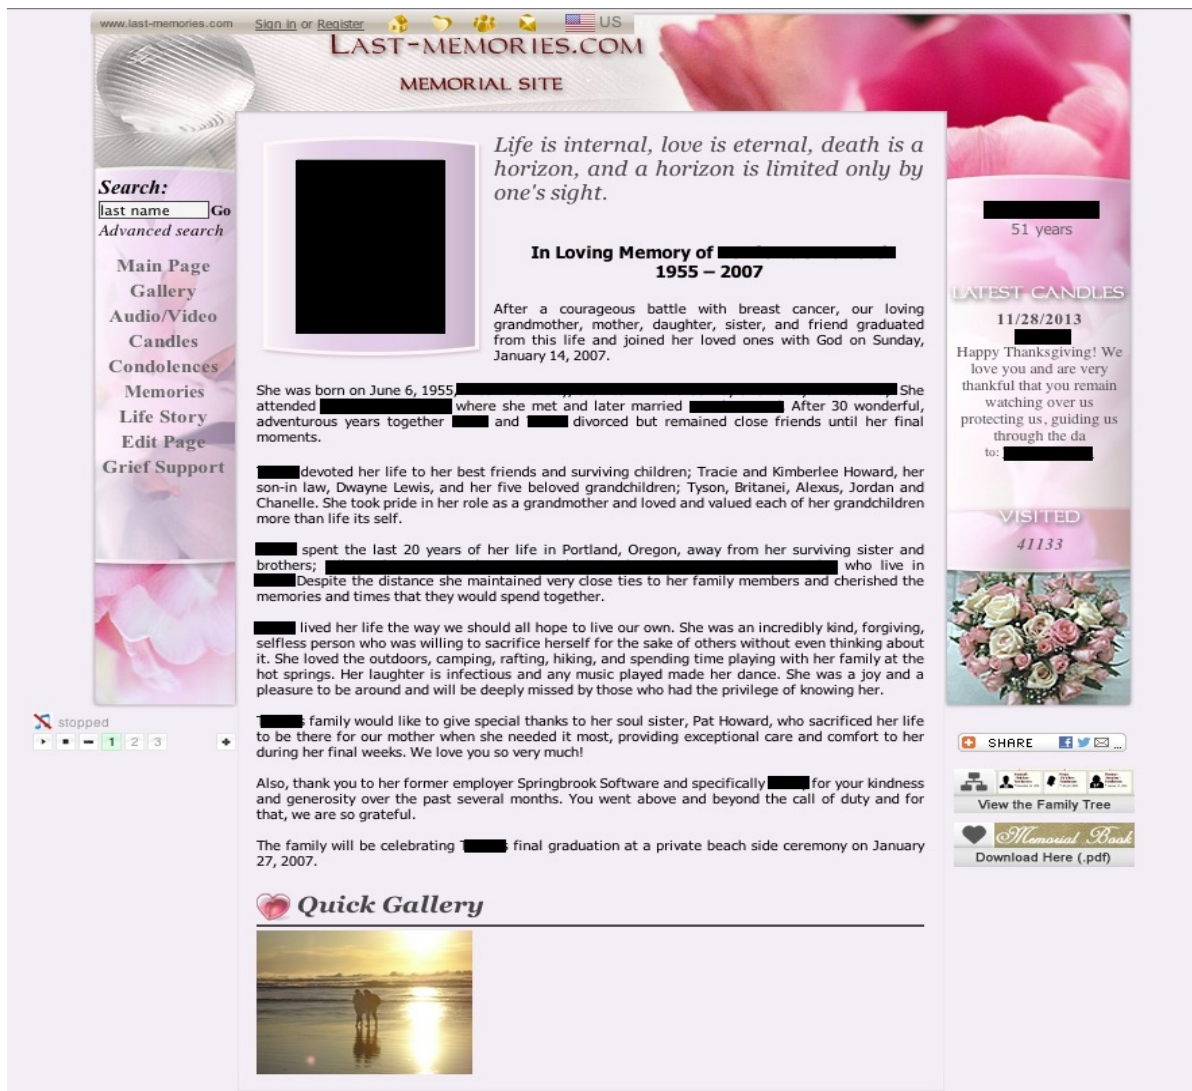 www.last-memories.com Sign in or Register US
LAST-MEMORIES.COM
MEMORIAL SITE
Search:
last name Go
Advanced search
Main Page
Gallery
Audio/Video
Candles
Condolences
Memories
Life Story
Edit Page
Grief Support
stopped
1 2 3
Life is internal, love is eternal, death is a
horizon, and a horizon is limited only by
one's sight.
In Loving Memory of
1955 – 2007
After a courageous battle with breast cancer, our loving
grandmother, mother, daughter, sister, and friend graduated
from this life and joined her loved ones with God on Sunday,
January 14, 2007.
She was born on June 6, 1955, She
attended where she met and later married After 30 wonderful,
adventurous years together and divorced but remained close friends until her final
moments.
devoted her life to her best friends and surviving children; Tracie and Kimberlee Howard, her
son-in law, Dwayne Lewis, and her five beloved grandchildren; Tyson, Britanei, Alexus, Jordan and
Chanelle. She took pride in her role as a grandmother and loved and valued each of her grandchildren
more than life its self.
spent the last 20 years of her life in Portland, Oregon, away from her surviving sister and
brothers; who live in
Despite the distance she maintained very close ties to her family members and cherished the
memories and times that they would spend together.
lived her life the way we should all hope to live our own. She was an incredibly kind, forgiving,
selfless person who was willing to sacrifice herself for the sake of others without even thinking about
it. She loved the outdoors, camping, rafting, hiking, and spending time playing with her family at the
hot springs. Her laughter is infectious and any music played made her dance. She was a joy and a
pleasure to be around and will be deeply missed by those who had the privilege of knowing her.
family would like to give special thanks to her soul sister, Pat Howard, who sacrificed her life
to be there for our mother when she needed it most, providing exceptional care and comfort to her
during her final weeks. We love you so very much!
Also, thank you to her former employer Springbrook Software and specifically for your kindness
and generosity over the past several months. You went above and beyond the call of duty and for
that, we are so grateful.
The family will be celebrating final graduation at a private beach side ceremony on January
27, 2007.
Quick Gallery
51 years
LATEST CANDLES
11/28/2013
Happy Thanksgiving! We
love you and are very
thankful that you remain
watching over us
protecting us, guiding us
through the da
to:
VISITED
41133
SHARE ...
View the Family Tree
Memorial Book
Download Here (.pdf)